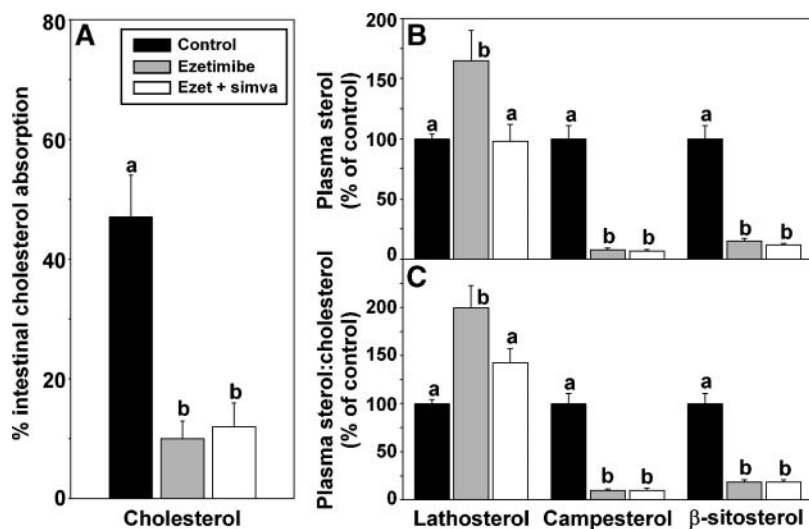 A
Control
Ezetimibe
Ezet + simva
% intestinal cholesterol absorption
80
60
40
20
0
a
b
b
Cholesterol
B
Plasma sterol
(% of control)
200
150
100
50
0
a
b
a
a
b
b
a
b
b
C
Plasma sterol:cholesterol
(% of control)
200
150
100
50
0
a
b
a
a
b
b
a
b
b
Lathosterol
Campesterol
β-sitosterol